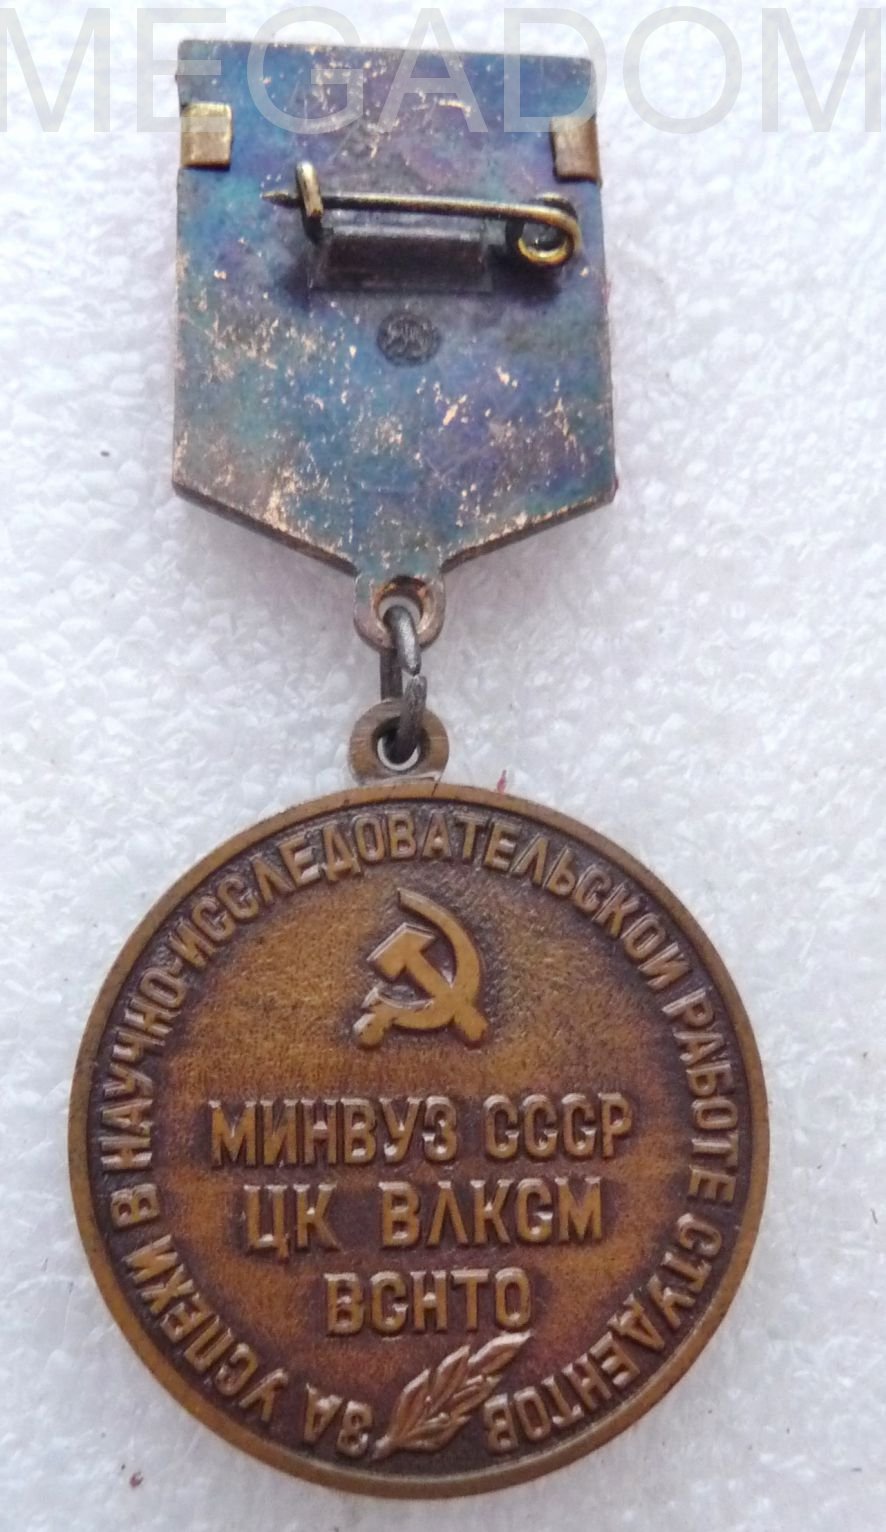 MEGADOM
ЗА УСПЕХИ В НАУЧНО-ИССЛЕДОВАТЕЛЬСКОЙ РАБОТЕ СТУДЕНТОВ
МИНВУЗ СССР
ЦК ВЛКСМ
ВСНТО